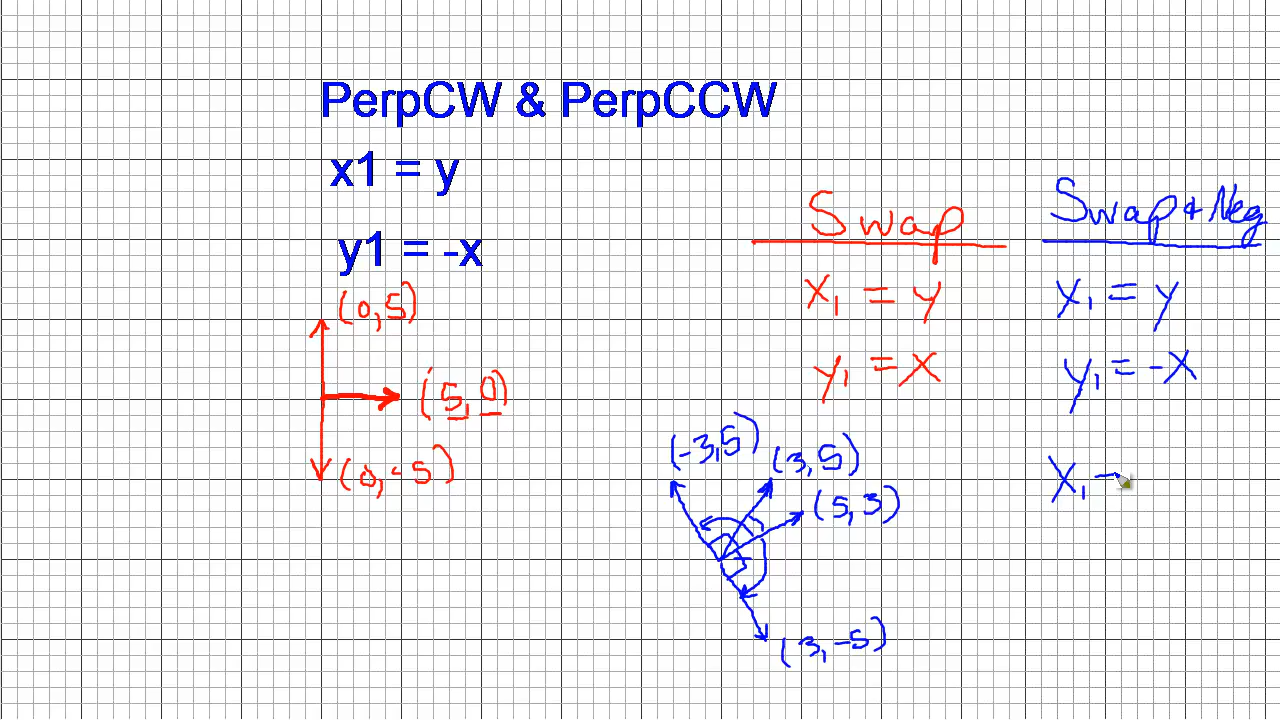 PerpCW & PerpCCW
x1 = y
y1 = -x
Swap
x₁ = y
y₁ = x
Swap & Neg
x₁ = y
y₁ = -x
x₁ -
(0,5)
(5,0)
(0,-5)
(-3,5)
(3,5)
(5,3)
(3,-5)